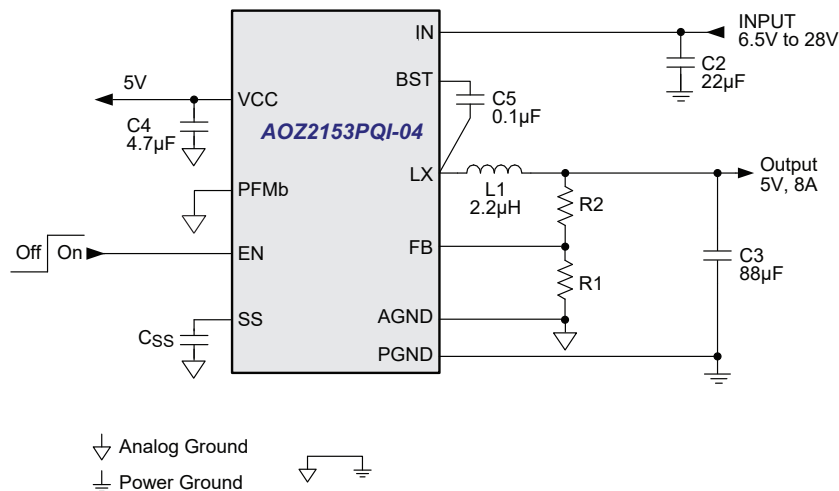 IN
INPUT
6.5V to 28V
C2
22µF
BST
C5
0.1µF
5V
VCC
C4
4.7µF
AOZ2153PQI-04
LX
L1
2.2µH
Output
5V, 8A
PFMb
R2
Off
On
EN
FB
C3
88µF
R1
SS
CSS
AGND
PGND
Analog Ground
Power Ground